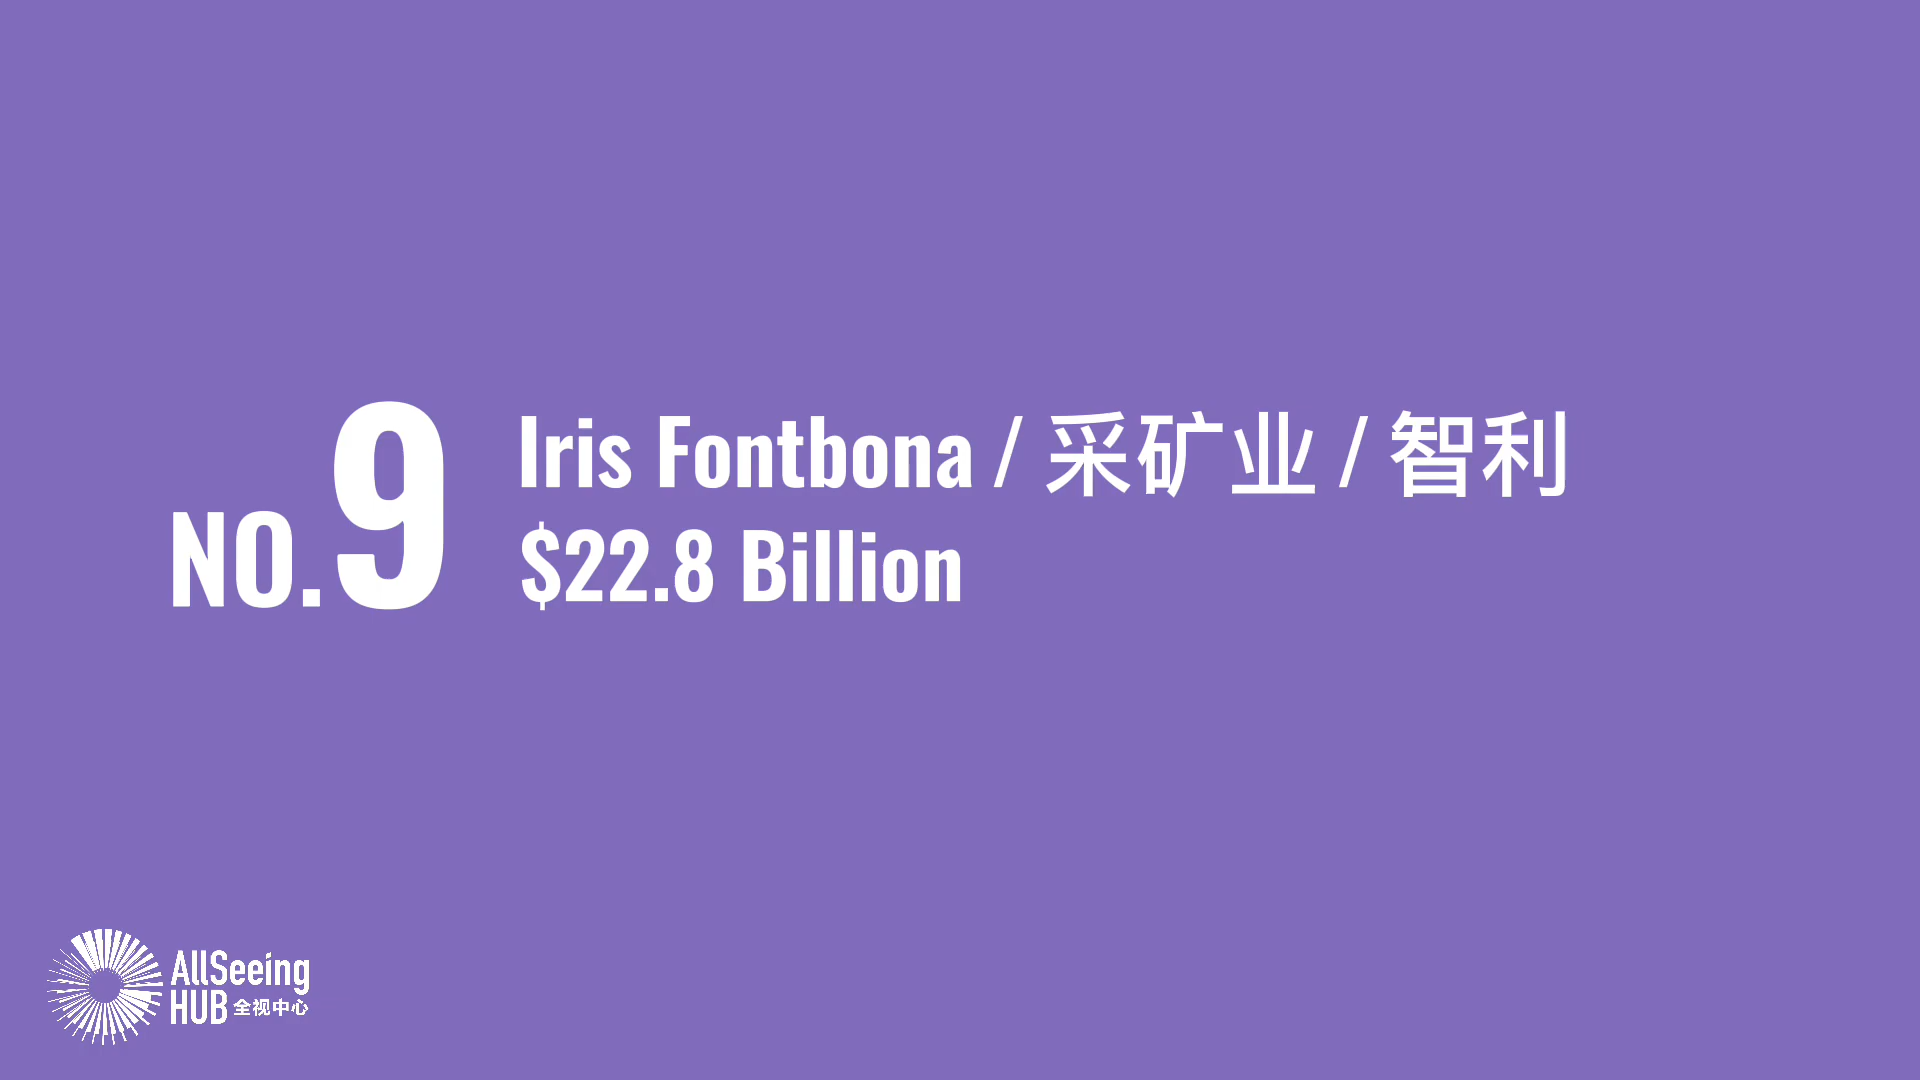 NO.9
Iris Fontbona / 采矿业 / 智利
$22.8 Billion
AllSeeing
HUB 全视中心